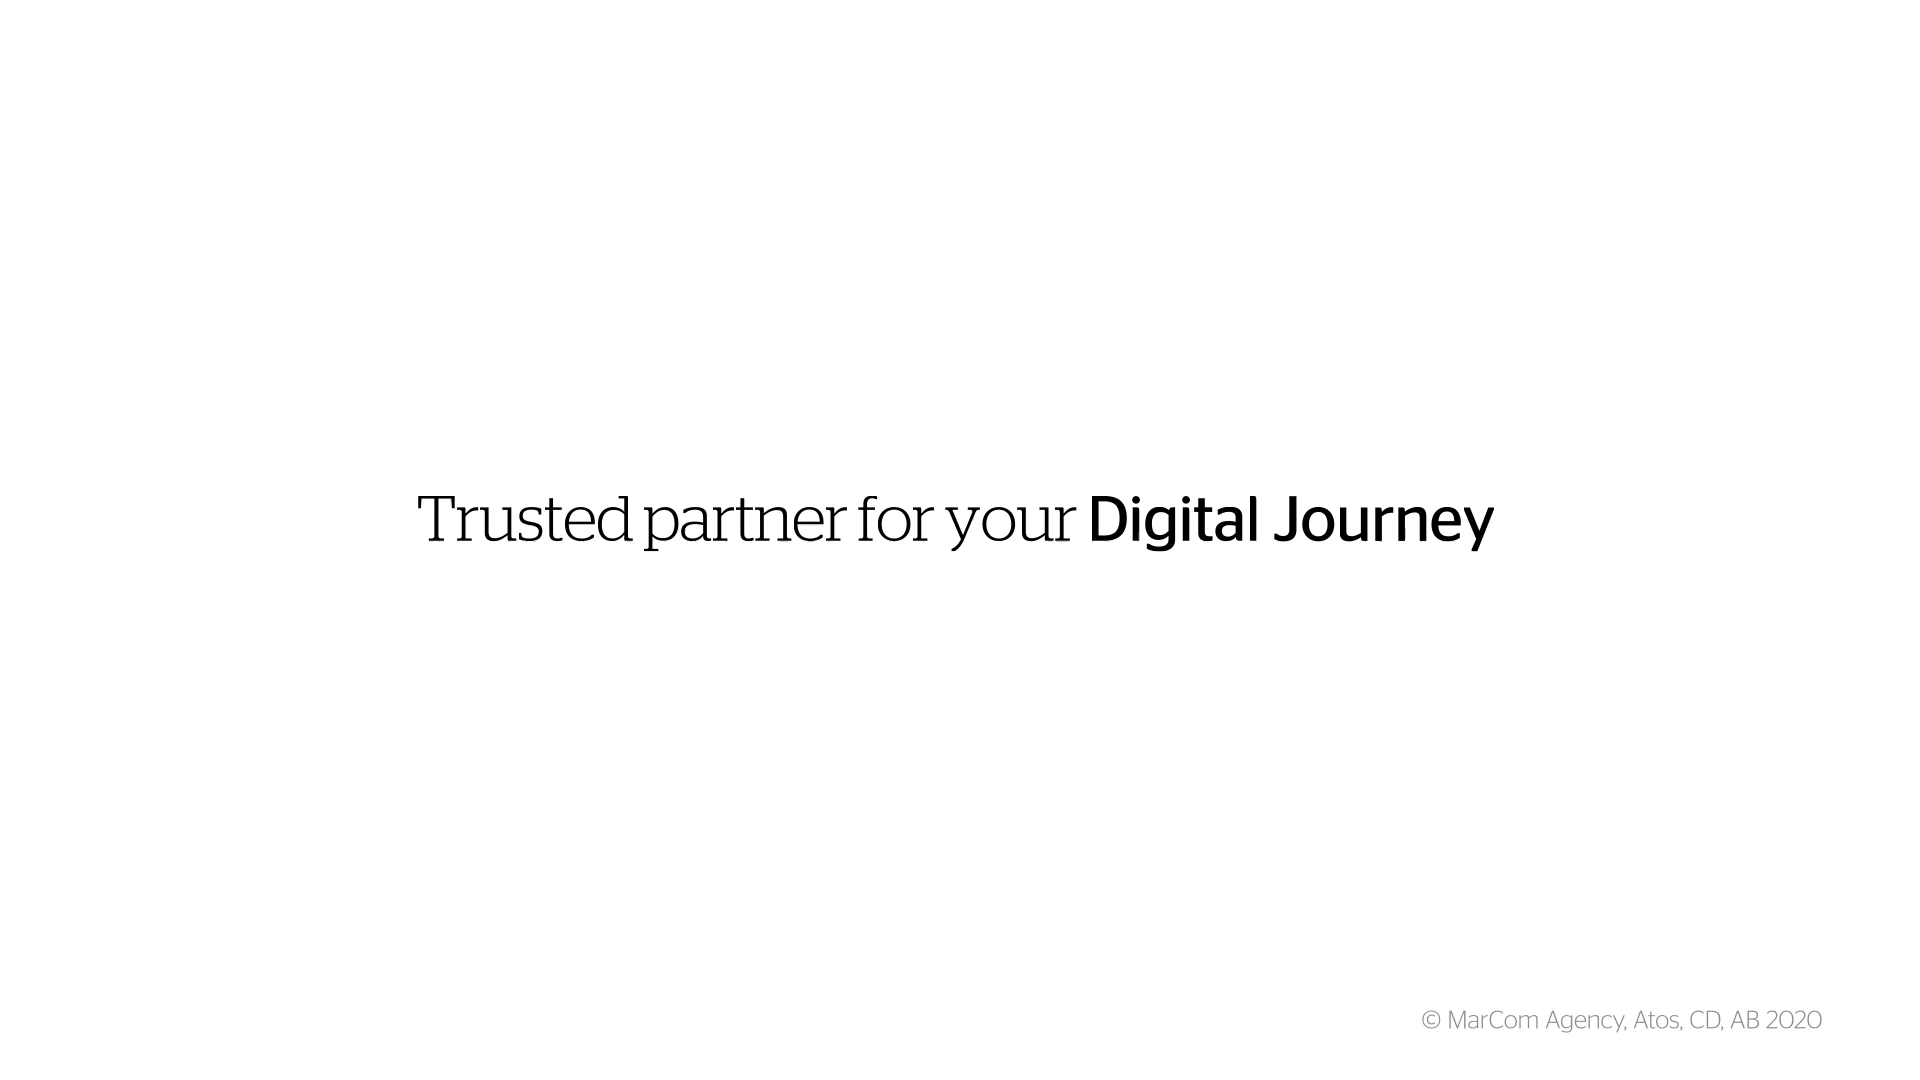 Trusted partner for your Digital Journey
© MarCom Agency, Atos, CD, AB 2020